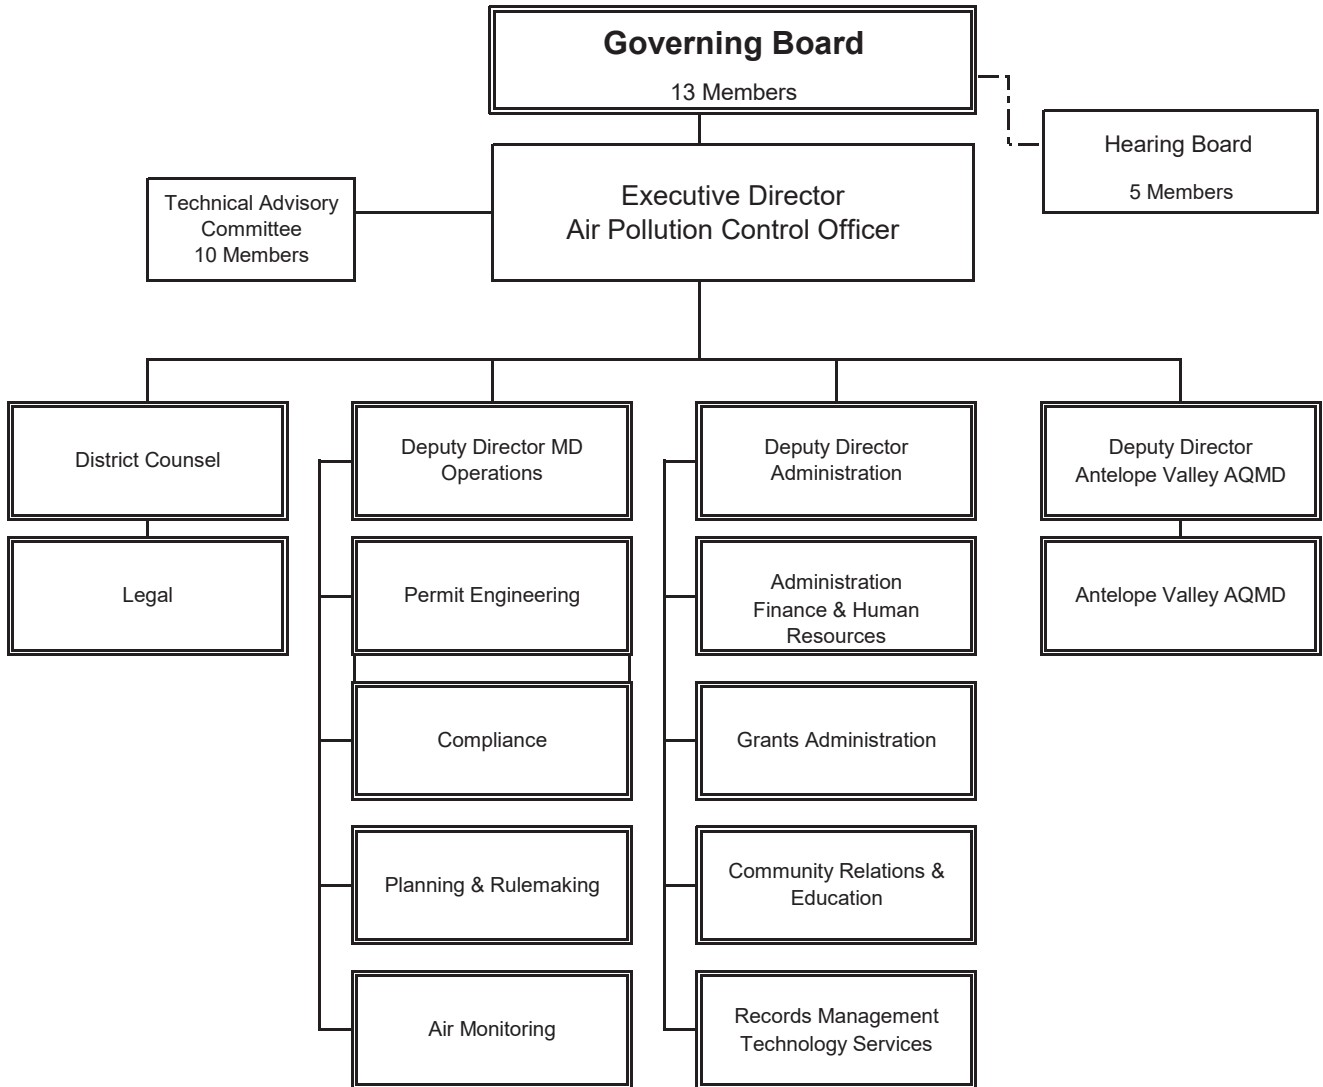 Governing Board
13 Members
Hearing Board
5 Members
Executive Director
Air Pollution Control Officer
Technical Advisory
Committee
10 Members
District Counsel
Deputy Director MD
Operations
Deputy Director
Administration
Deputy Director
Antelope Valley AQMD
Legal
Permit Engineering
Administration
Finance & Human
Resources
Antelope Valley AQMD
Compliance
Grants Administration
Planning & Rulemaking
Community Relations &
Education
Air Monitoring
Records Management
Technology Services